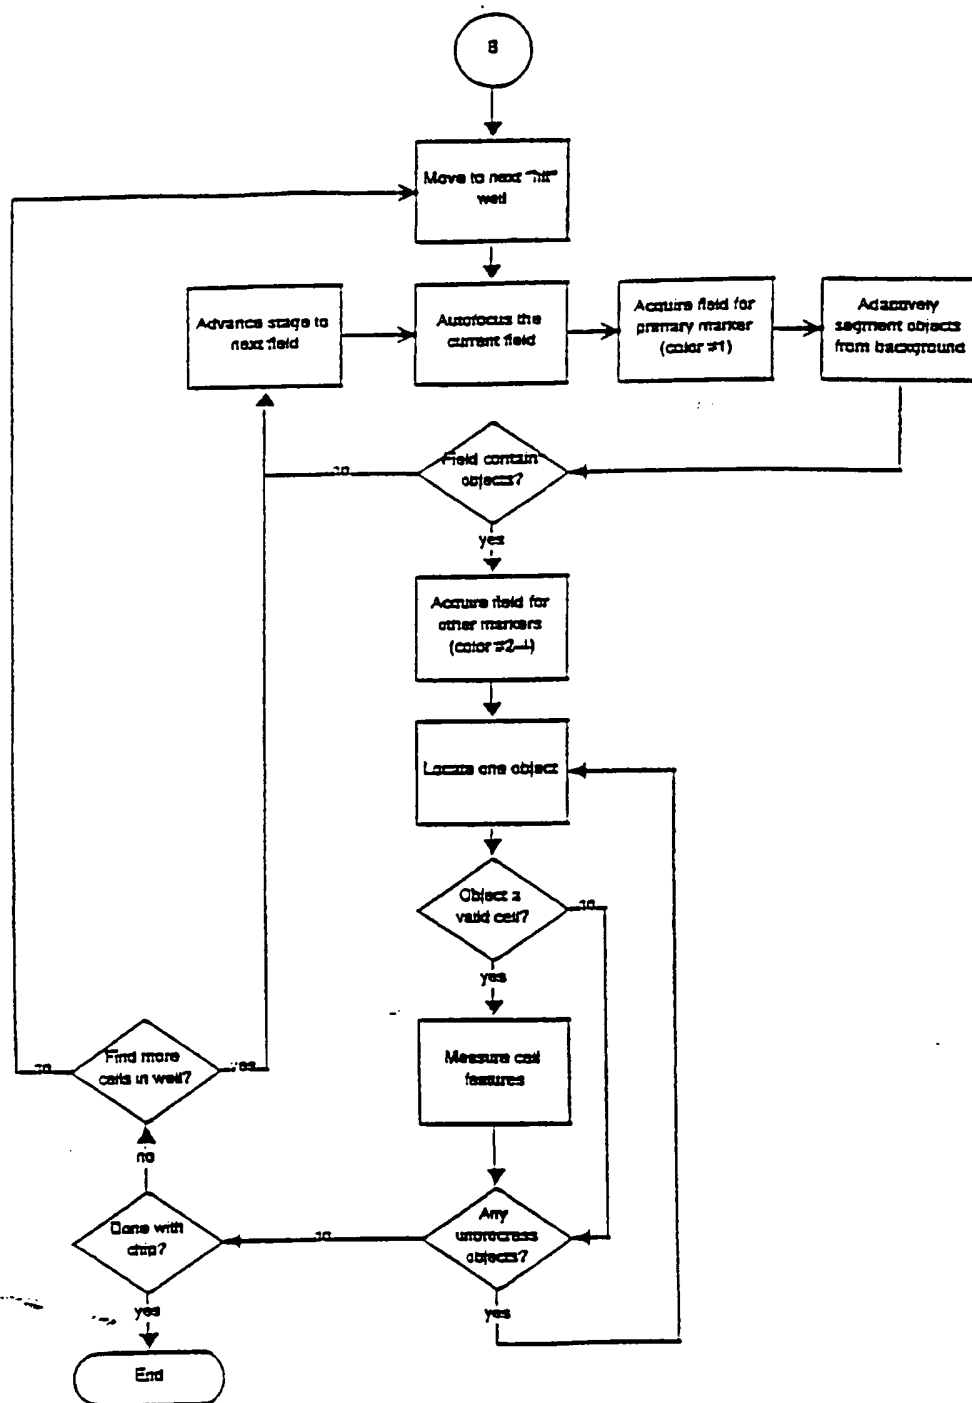 B
Move to next "hit"
well
Advance stage to
next field
Autofocus the
current field
Acquire field for
primary marker
(color #1)
Adaptively
segment objects
from background
Field contain
objects?
no
yes
Acquire field for
other markers
(color #2-4)
Locate one object
Object a
valid cell?
no
yes
Measure cell
features
Find more
cells in well?
no
yes
no
Done with
chip?
no
Any
unprocess
objects?
yes
yes
End